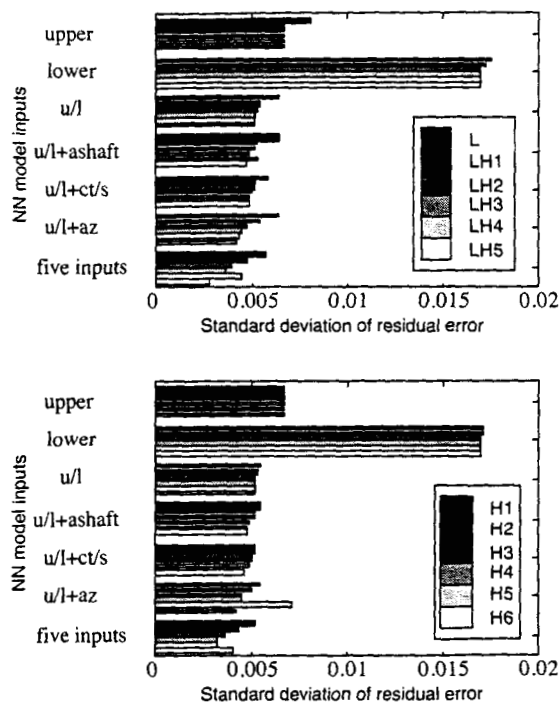 NN model inputs
upper
lower
u/l
u/l+ashaft
u/l+ct/s
u/l+az
five inputs
L
LH1
LH2
LH3
LH4
LH5
0 0.005 0.01 0.015 0.02
Standard deviation of residual error
NN model inputs
upper
lower
u/l
u/l+ashaft
u/l+ct/s
u/l+az
five inputs
H1
H2
H3
H4
H5
H6
0 0.005 0.01 0.015 0.02
Standard deviation of residual error